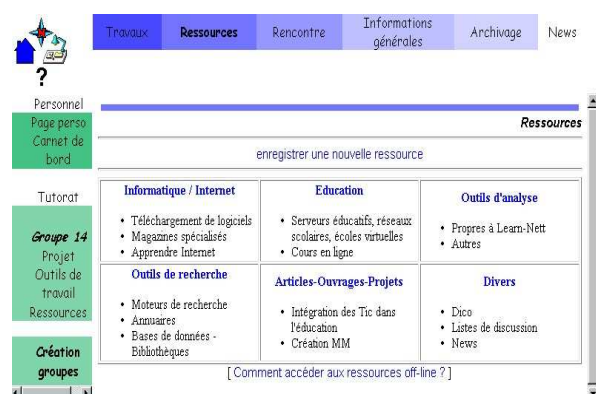 Travaux Ressources Rencontre Informations générales Archivage News
?
Personnel
Page perso
Carnet de
bord
Tutorat
Groupe 14
Projet
Outils de
travail
Ressources
Création
groupes
Ressources
enregistrer une nouvelle ressource
Informatique / Internet
• Téléchargement de logiciels
• Magazines spécialisés
• Apprendre Internet
Education
• Serveurs éducatifs, réseaux
scolaires, écoles virtuelles
• Cours en ligne
Outils d'analyse
• Propres à Learn-Nett
• Autres
Outils de recherche
• Moteurs de recherche
• Annuaires
• Bases de données -
Bibliothèques
Articles-Ouvrages-Projets
• Intégration des Tic dans
l'éducation
• Création MM
Divers
• Dico
• Listes de discussion
• News
[ Comment accéder aux ressources off-line ? ]